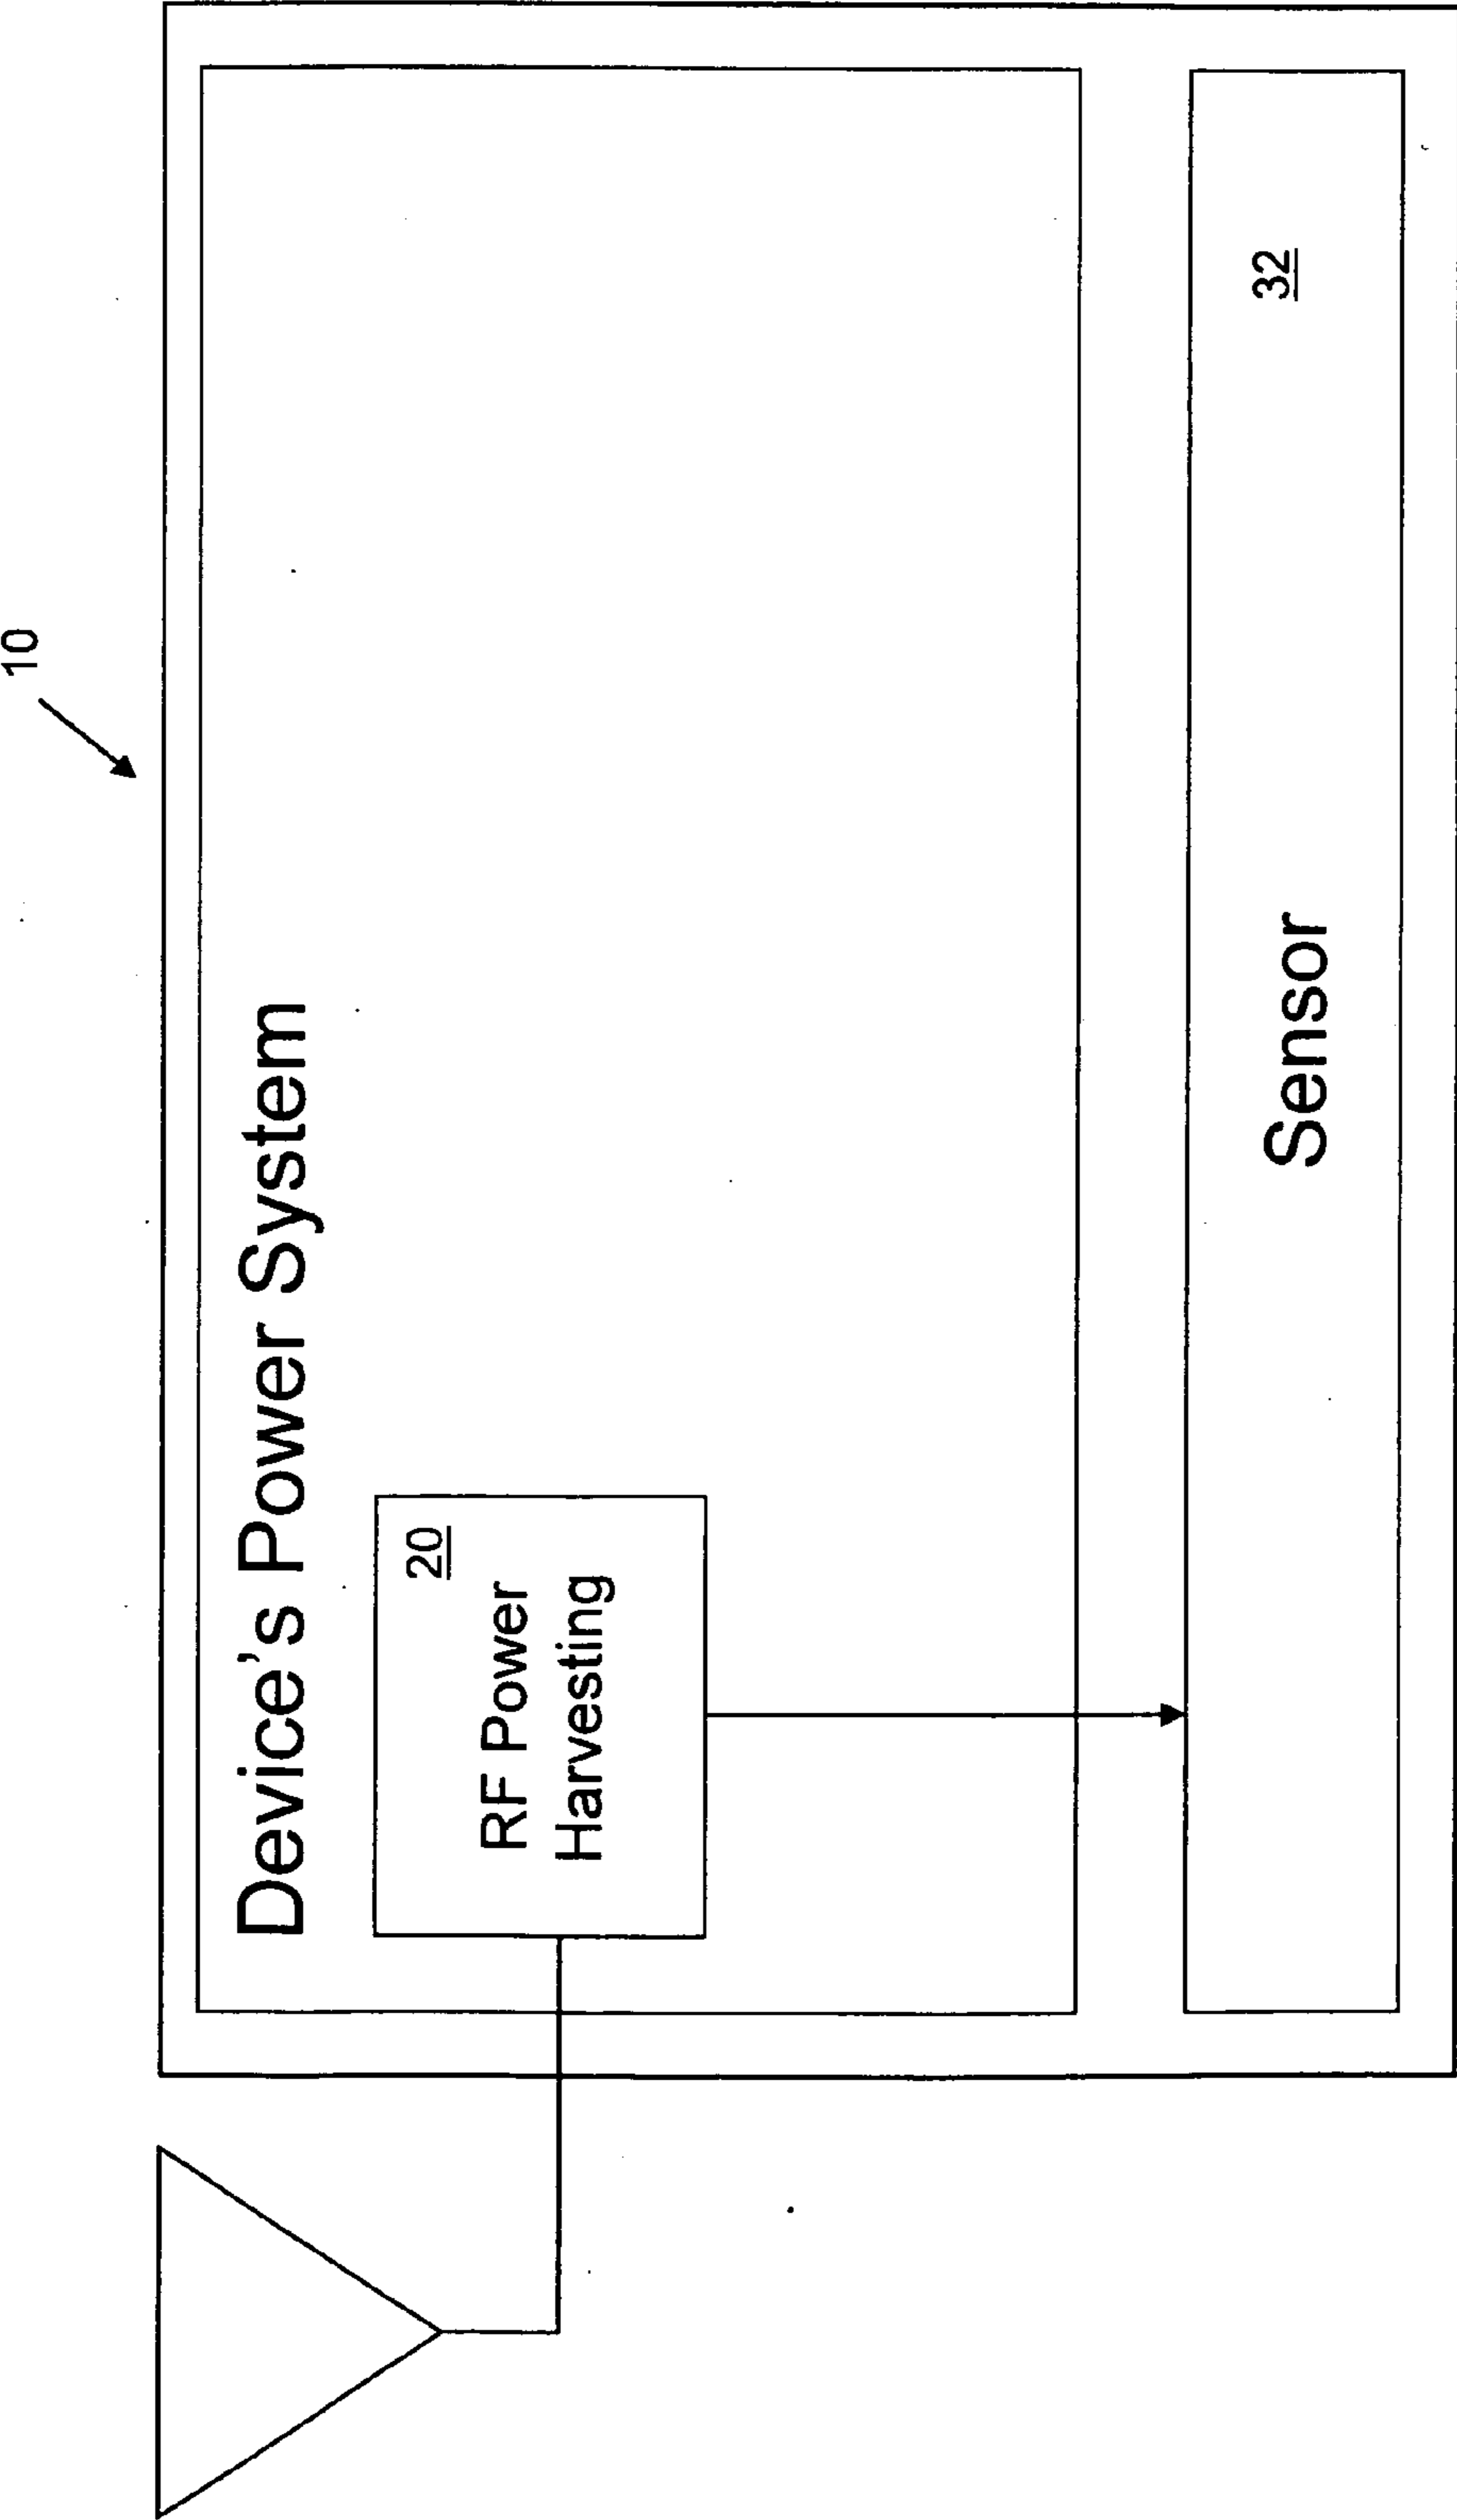 10
Device's Power System
20
RF Power
Harvesting
32
Sensor